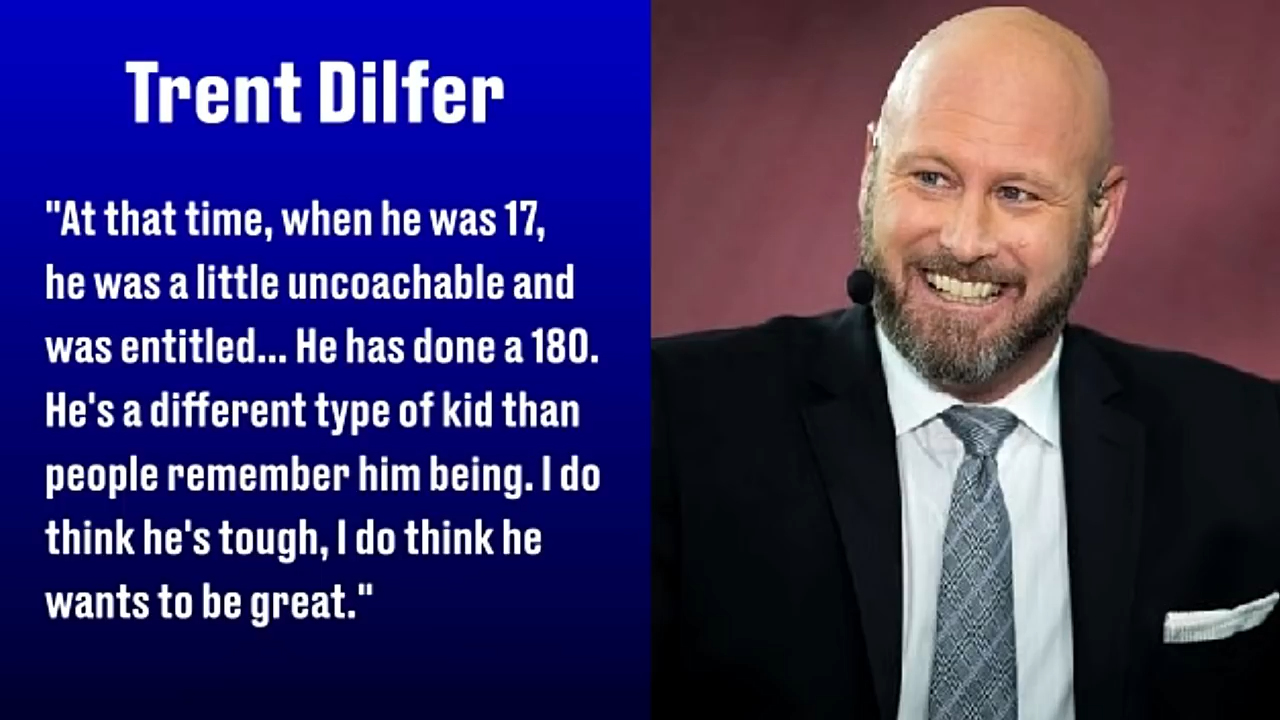 Trent Dilfer
"At that time, when he was 17,
he was a little uncoachable and
was entitled... He has done a 180.
He's a different type of kid than
people remember him being. I do
think he's tough, I do think he
wants to be great."